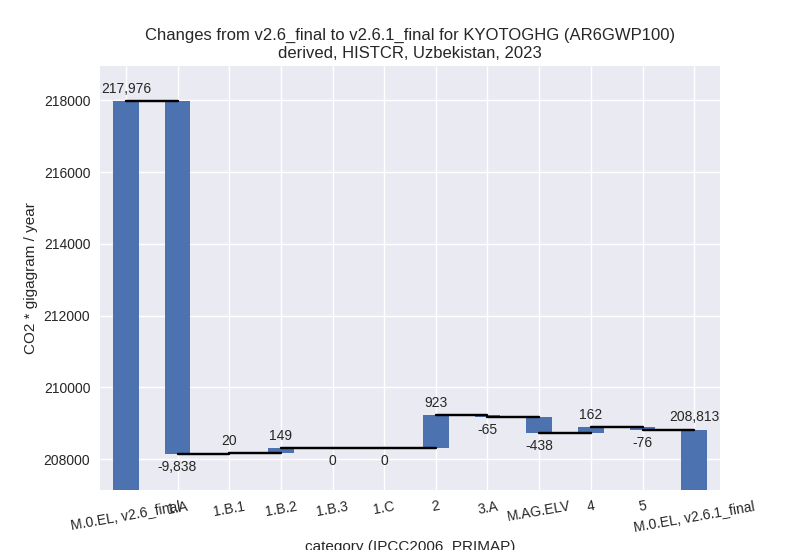 Changes from v2.6_final to v2.6.1_final for KYOTOGHG (AR6GWP100)
derived, HISTCR, Uzbekistan, 2023
CO2 * gigagram / year
218000
216000
214000
212000
210000
208000
217,976
-9,838
20
149
0
0
923
-65
-438
162
-76
208,813
M.0.EL, v2.6_final
1.A
1.B.1
1.B.2
1.B.3
1.C
2
3.A
M.AG.ELV
4
5
M.0.EL, v2.6.1_final
category (IPCC2006_PRIMAP)